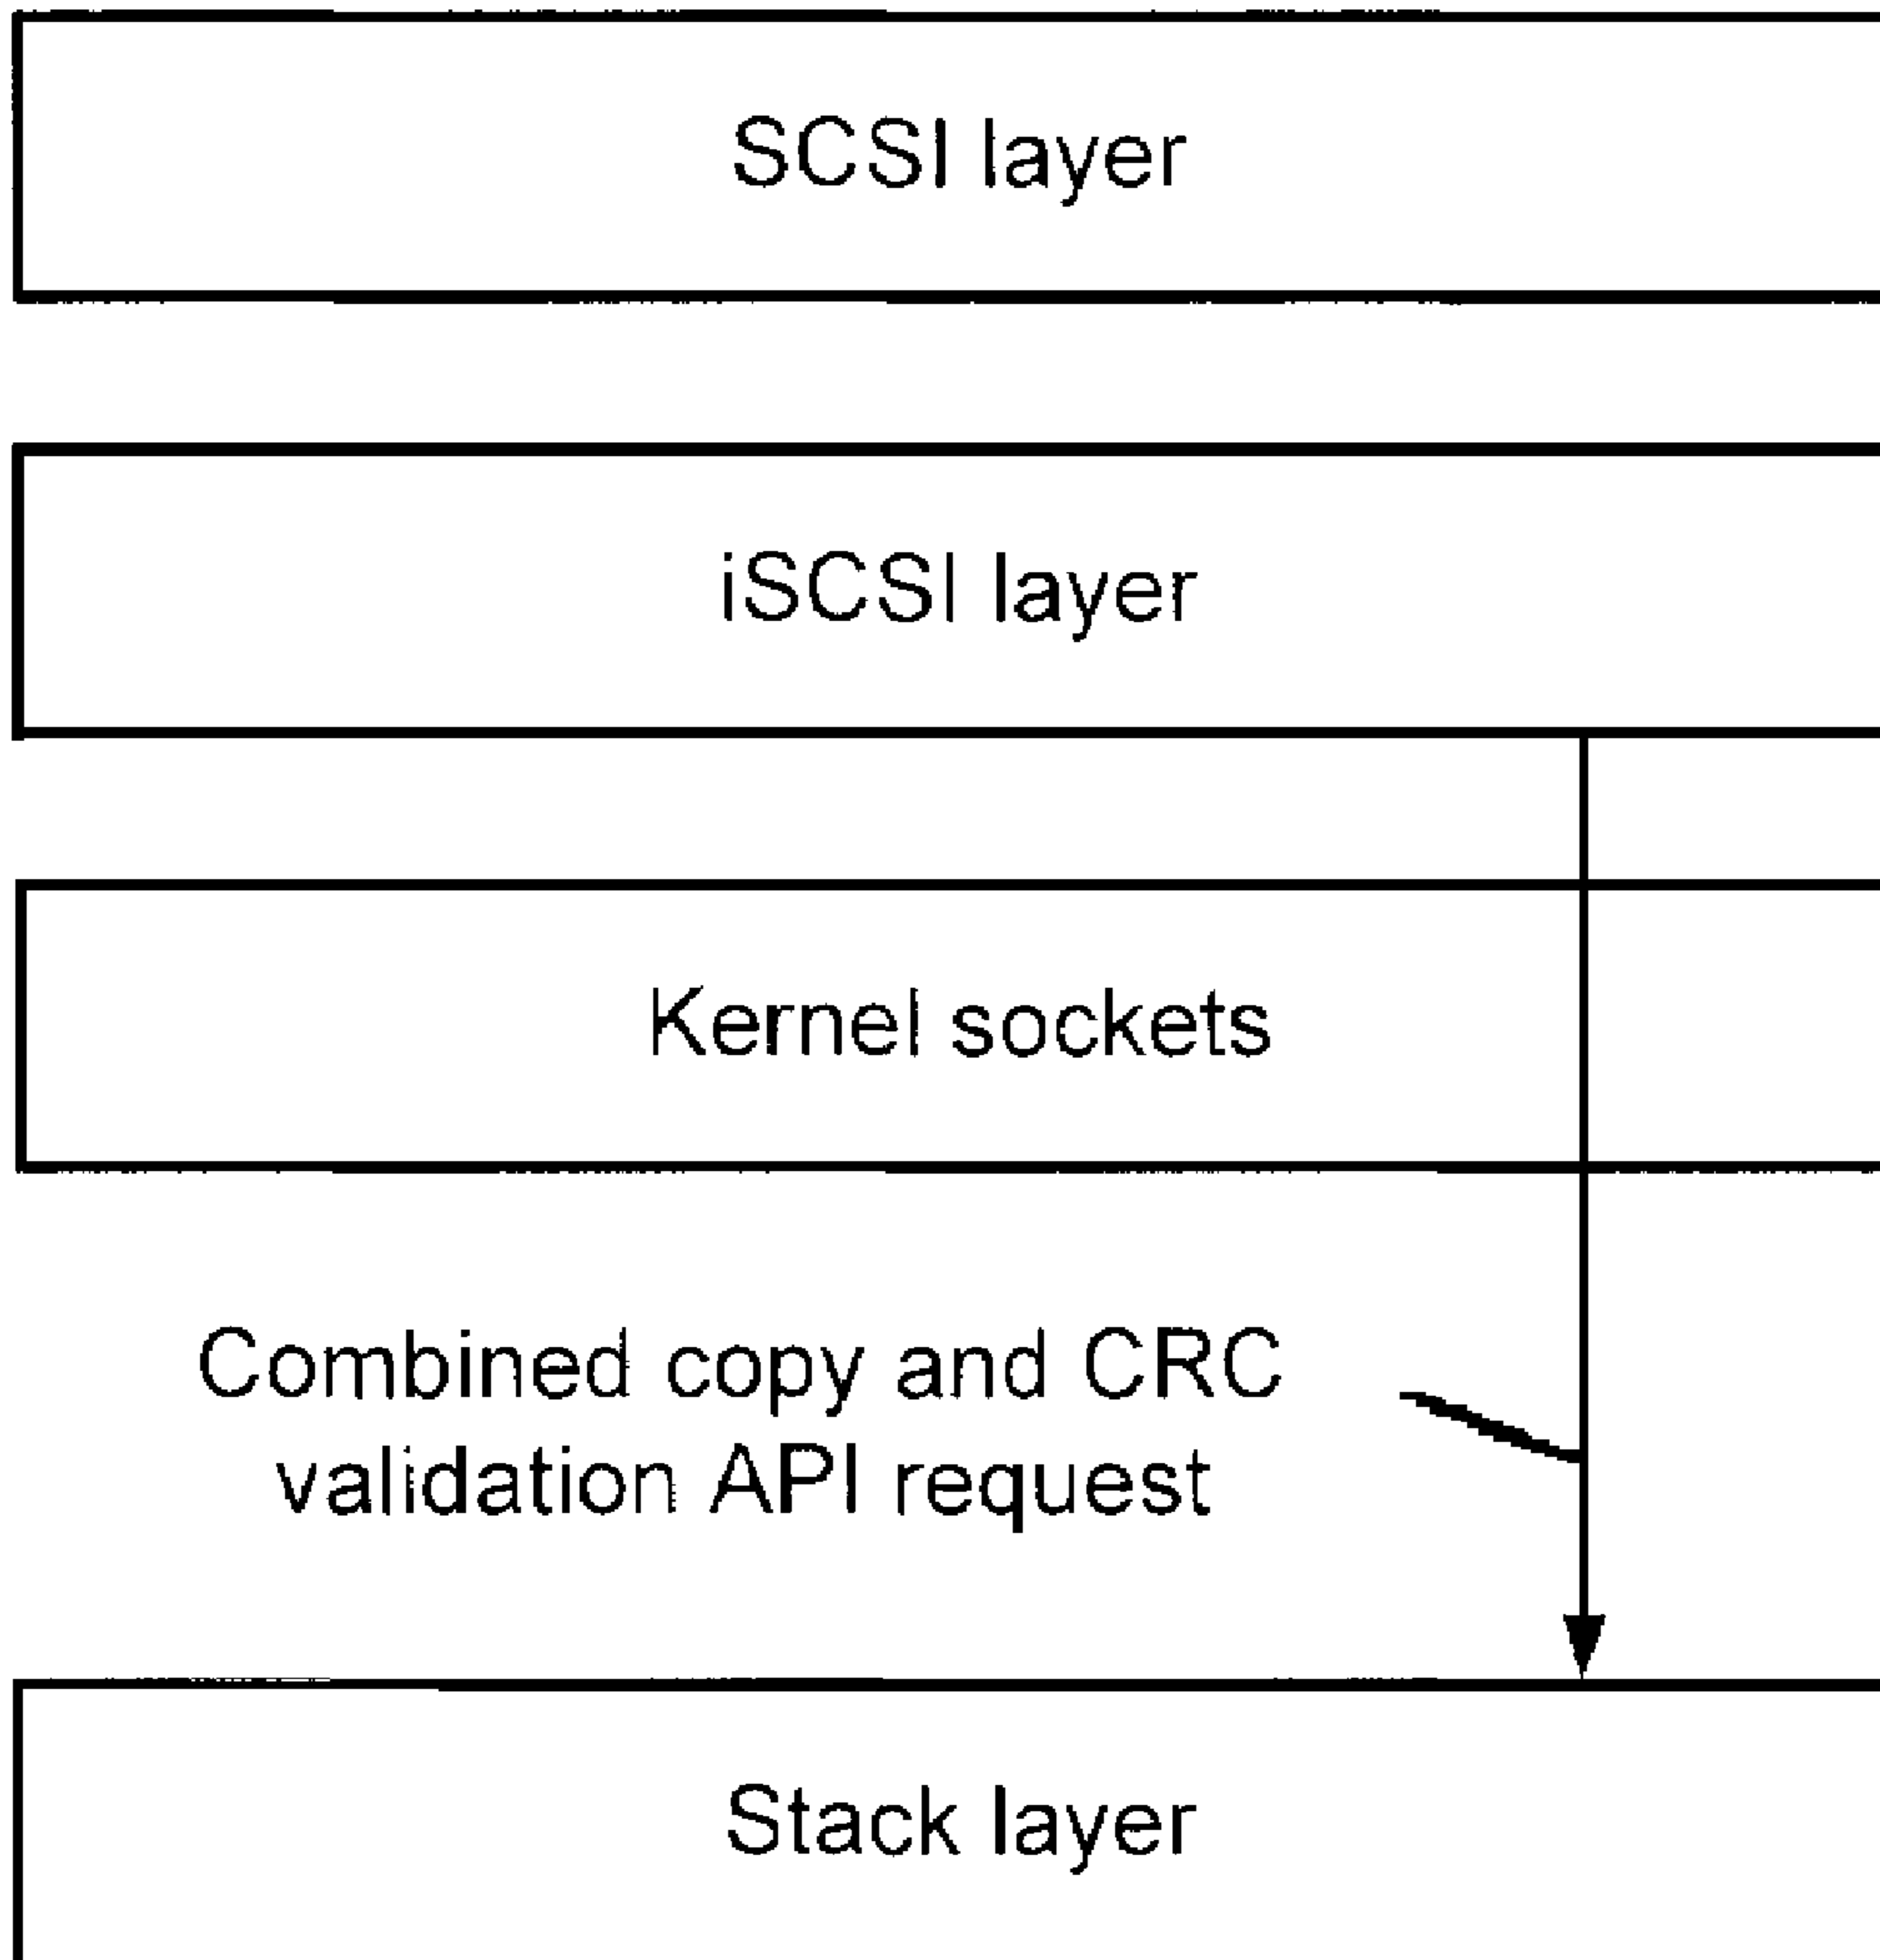 SCSI layer
iSCSI layer
Kernel sockets
Combined copy and CRC
validation API request
Stack layer